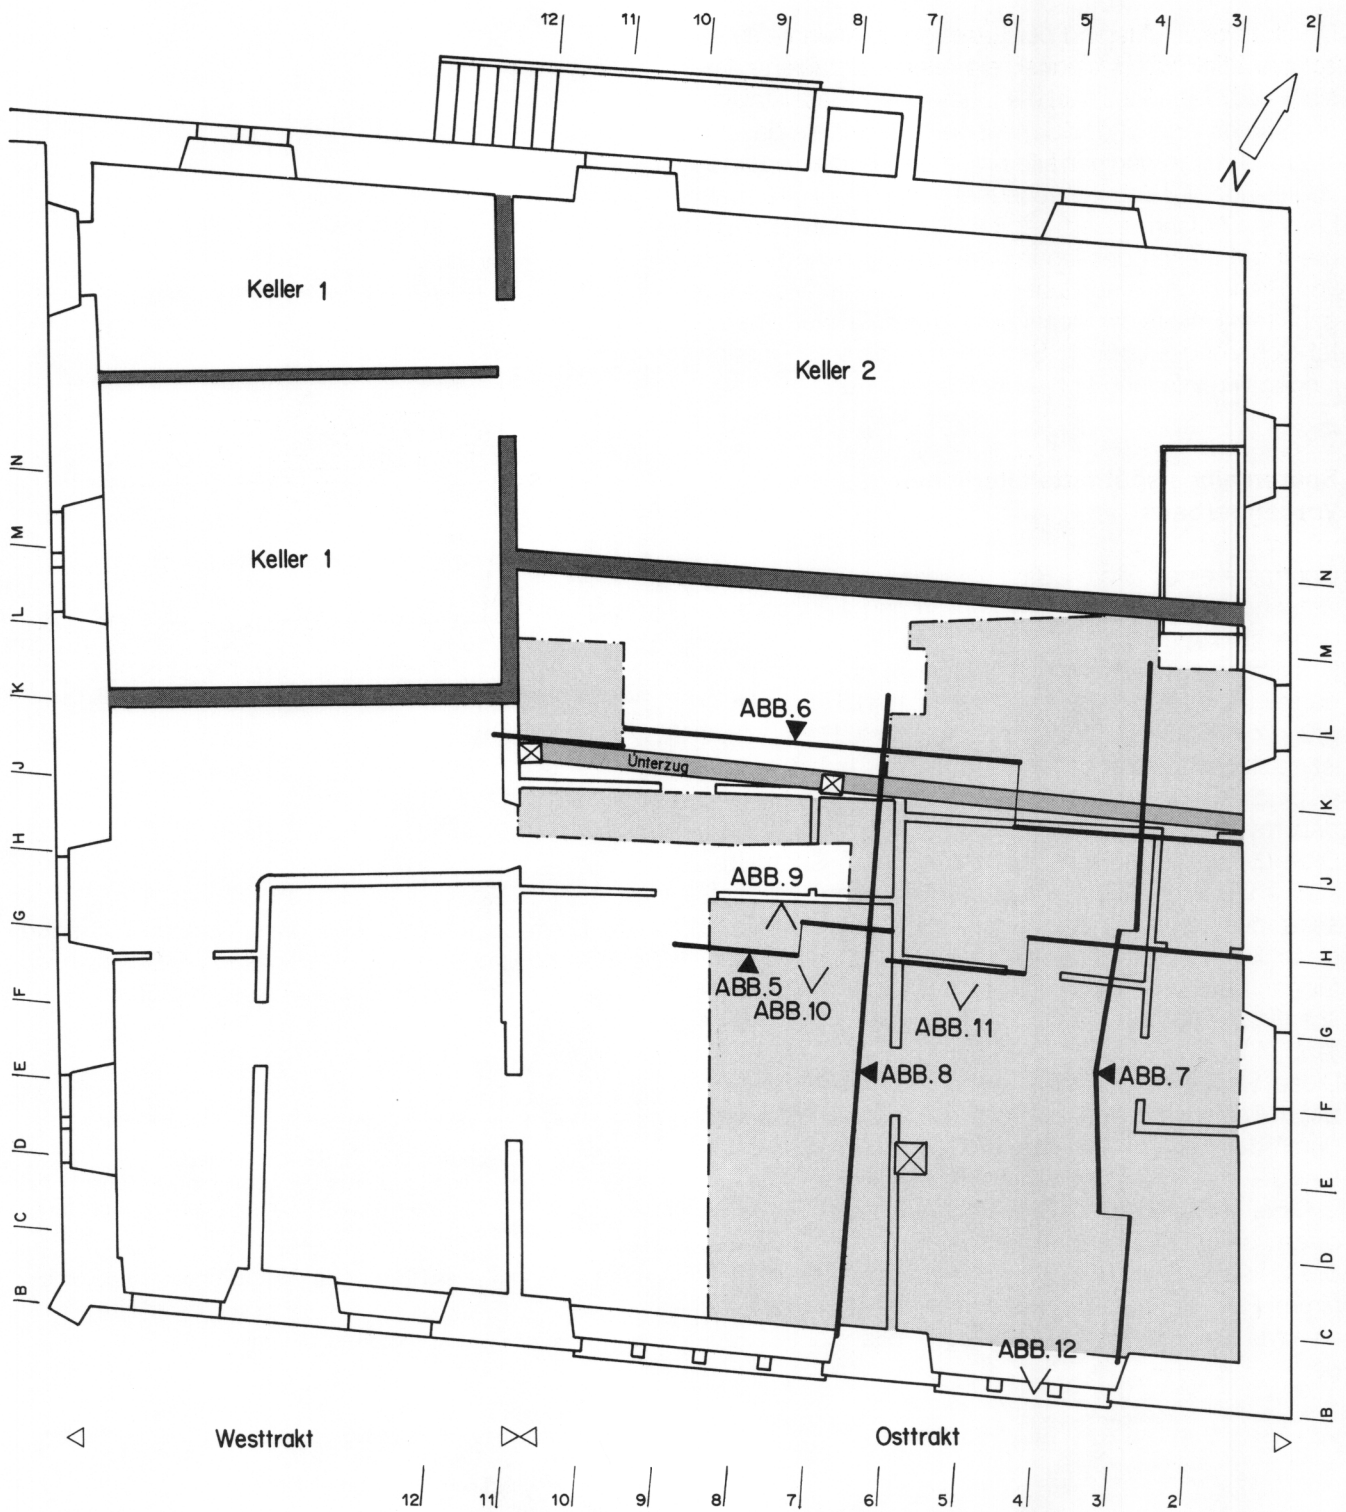 12 11 10 9 8 7 6 5 4 3 2
N
Keller 1
Keller 2
Keller 1
N
M
L
K
J
H
G
F
E
D
C
B
N
M
L
K
J
H
G
F
E
D
C
B
ABB.6
Unterzug
ABB.9
ABB.5
ABB.10
ABB.11
ABB.8
ABB.7
ABB.12
Westtrakt
Osttrakt
12 11 10 9 8 7 6 5 4 3 2